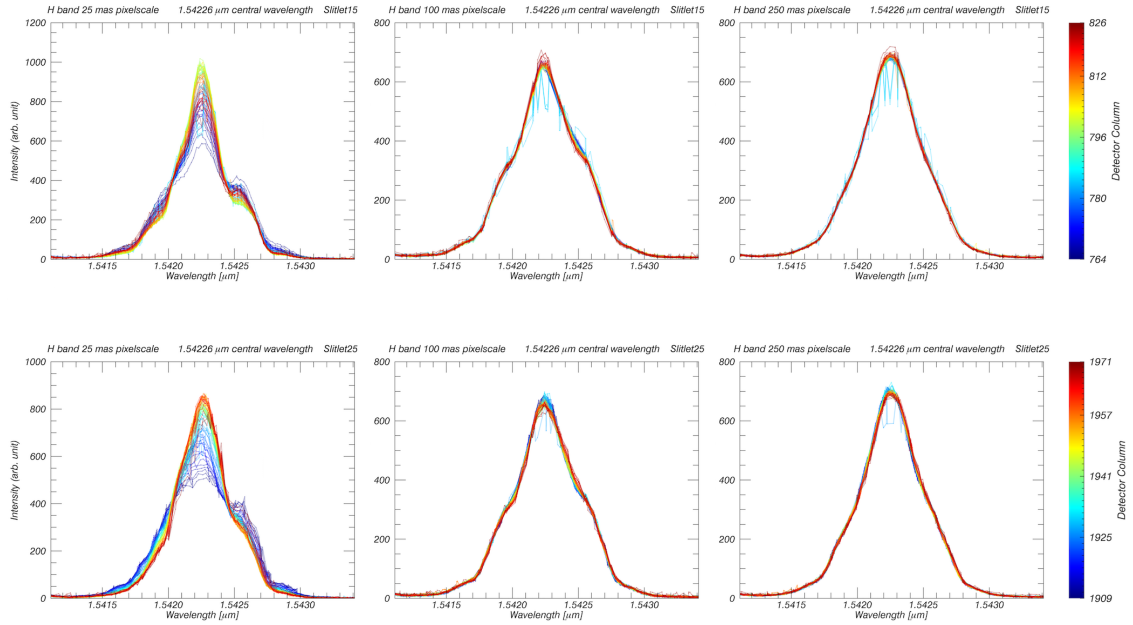 H band 25 mas pixelscale 1.54226 μm central wavelength Slitlet15
H band 100 mas pixelscale 1.54226 μm central wavelength Slitlet15
H band 250 mas pixelscale 1.54226 μm central wavelength Slitlet15
1200
1000
800
600
400
200
0
Intensity (arb. unit)
1.5415 1.5420 1.5425 1.5430
Wavelength [μm]
800
600
400
200
0
1.5415 1.5420 1.5425 1.5430
Wavelength [μm]
800
600
400
200
0
1.5415 1.5420 1.5425 1.5430
Wavelength [μm]
826
812
796
780
764
Detector Column
H band 25 mas pixelscale 1.54226 μm central wavelength Slitlet25
H band 100 mas pixelscale 1.54226 μm central wavelength Slitlet25
H band 250 mas pixelscale 1.54226 μm central wavelength Slitlet25
1000
800
600
400
200
0
Intensity (arb. unit)
1.5415 1.5420 1.5425 1.5430
Wavelength [μm]
800
600
400
200
0
1.5415 1.5420 1.5425 1.5430
Wavelength [μm]
800
600
400
200
0
1.5415 1.5420 1.5425 1.5430
Wavelength [μm]
1971
1957
1941
1925
1909
Detector Column